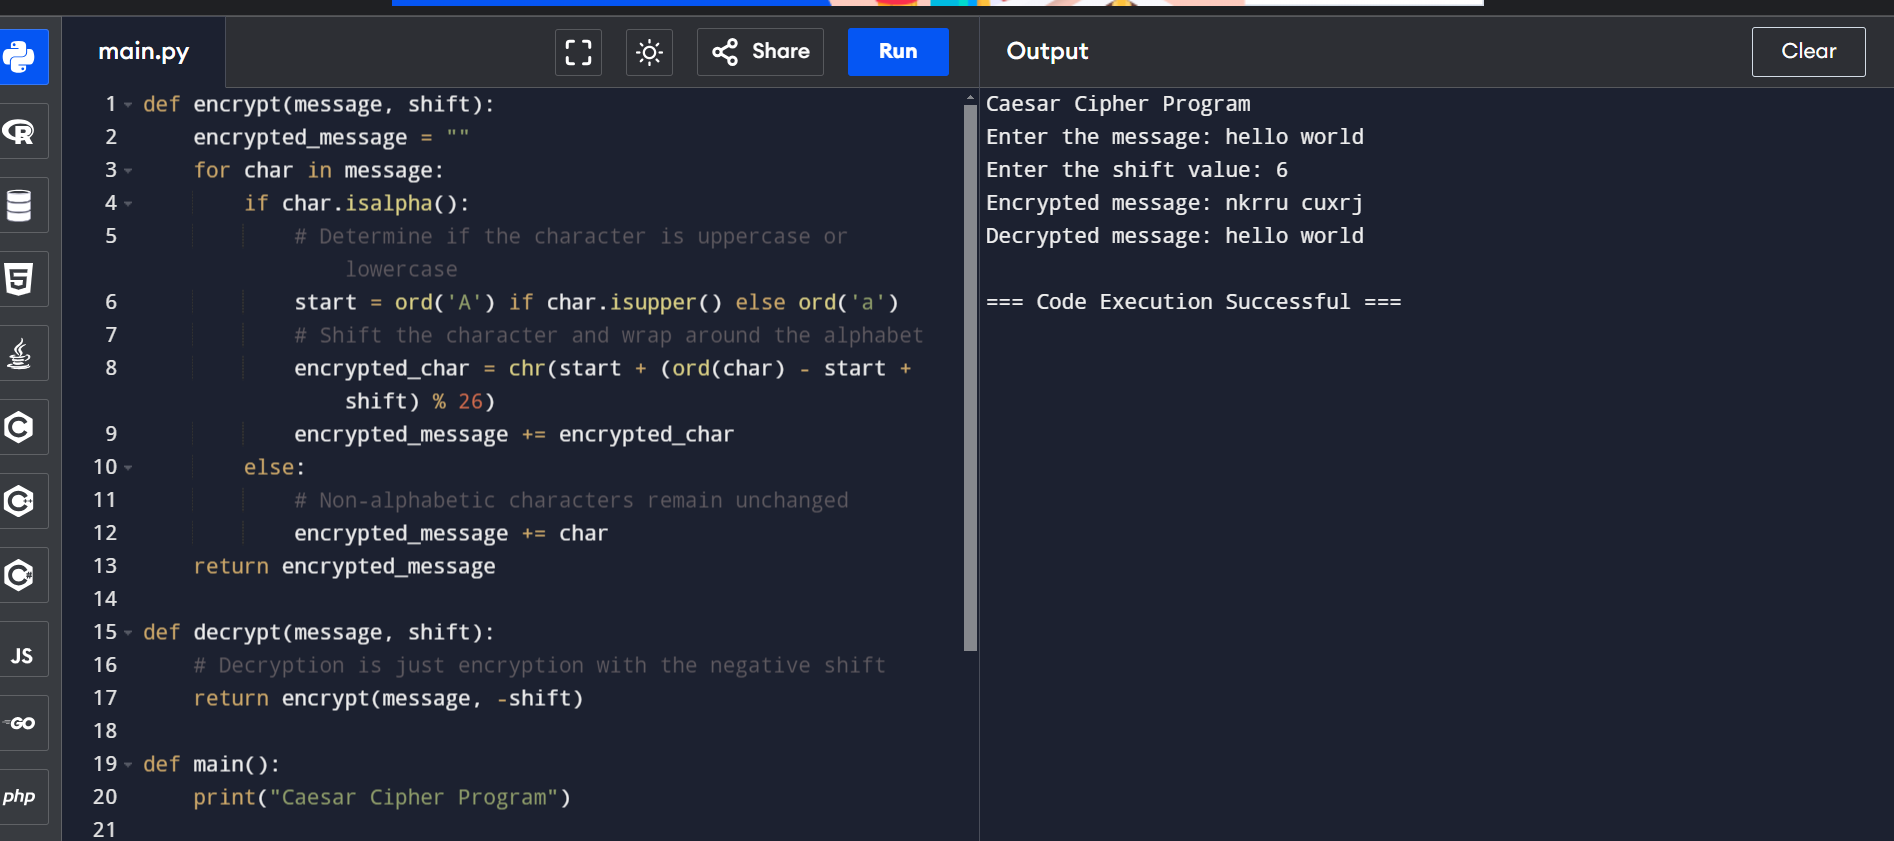 main.py
Share
Run
Output
Clear
1 def encrypt(message, shift):
2 encrypted_message = ""
3 for char in message:
4 if char.isalpha():
5 # Determine if the character is uppercase or
lowercase
6 start = ord('A') if char.isupper() else ord('a')
7 # Shift the character and wrap around the alphabet
8 encrypted_char = chr(start + (ord(char) - start +
shift) % 26)
9 encrypted_message += encrypted_char
10 else:
11 # Non-alphabetic characters remain unchanged
12 encrypted_message += char
13 return encrypted_message
14
15 def decrypt(message, shift):
16 # Decryption is just encryption with the negative shift
17 return encrypt(message, -shift)
18
19 def main():
20 print("Caesar Cipher Program")
21
Caesar Cipher Program
Enter the message: hello world
Enter the shift value: 6
Encrypted message: nkrru cuxrj
Decrypted message: hello world
=== Code Execution Successful ===
R
5
C
C++
C#
JS
GO
php